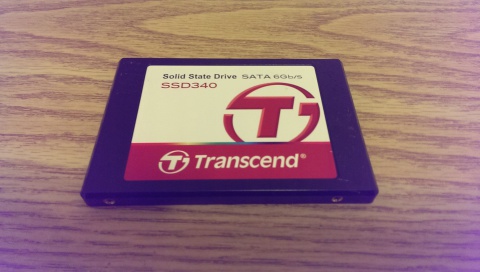 Solid State Drive SATA 6Gb/s
SSD340
Transcend®